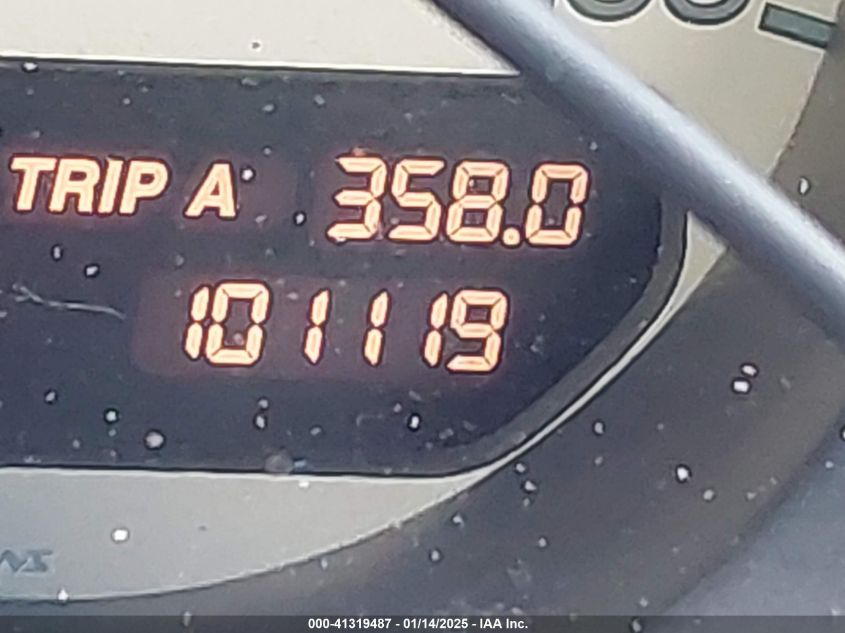 TRIP A 358.0
101119
000-41319487 - 01/14/2025 - IAA Inc.